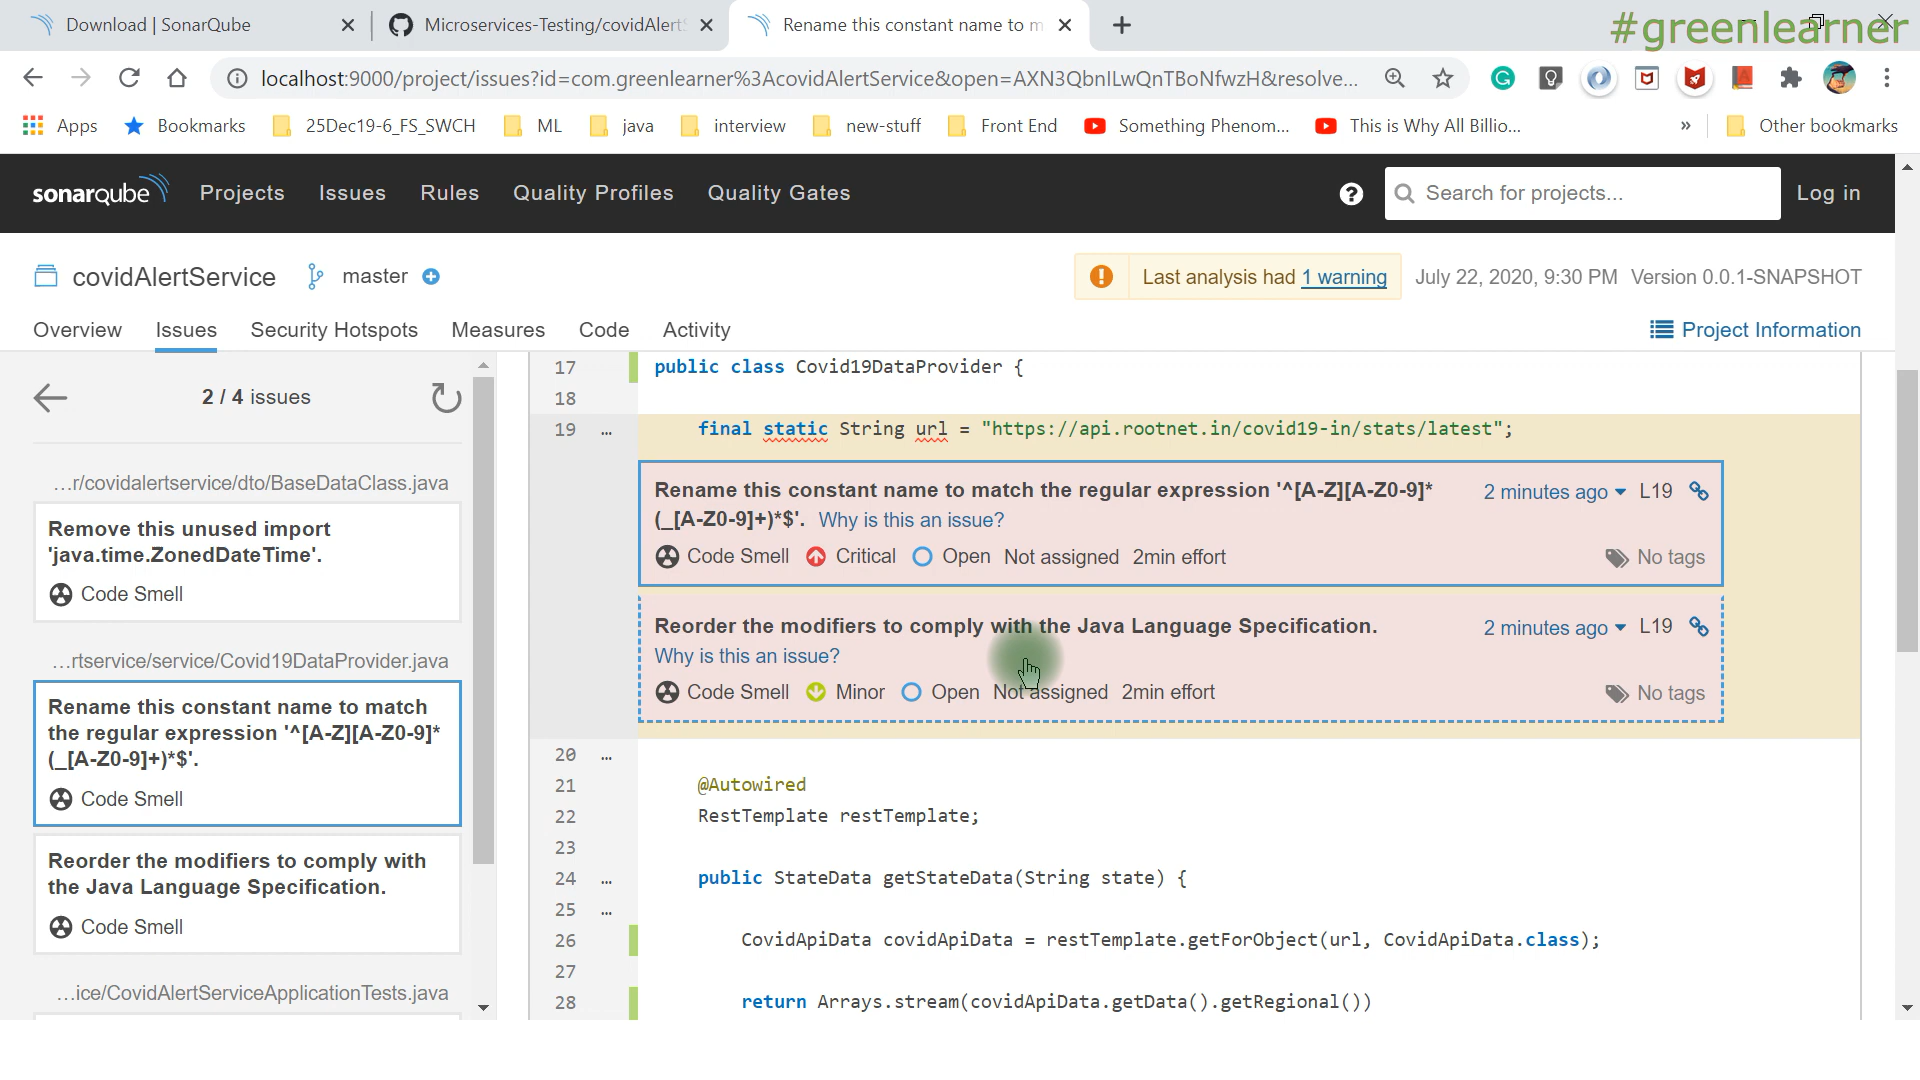 Download | SonarQube
Microservices-Testing/covidAlertS
Rename this constant name to m
#greenlearner
localhost:9000/project/issues?id=com.greenlearner%3AcovidAlertService&open=AXN3QbnlLwQnTBoNfwzH&resolve...
Apps
Bookmarks
25Dec19-6_FS_SWCH
ML
java
interview
new-stuff
Front End
Something Phenom...
This is Why All Billio...
»
Other bookmarks
sonarqube
Projects
Issues
Rules
Quality Profiles
Quality Gates
Search for projects...
Log in
covidAlertService
master
Last analysis had 1 warning
July 22, 2020, 9:30 PM
Version 0.0.1-SNAPSHOT
Overview
Issues
Security Hotspots
Measures
Code
Activity
Project Information
2 / 4 issues
...r/covidalertservice/dto/BaseDataClass.java
Remove this unused import
'java.time.ZonedDateTime'.
Code Smell
...rtservice/service/Covid19DataProvider.java
Rename this constant name to match
the regular expression '^[A-Z][A-Z0-9]*
(_[A-Z0-9]+)*$'.
Code Smell
Reorder the modifiers to comply with
the Java Language Specification.
Code Smell
...ice/CovidAlertServiceApplicationTests.java
17 public class Covid19DataProvider {
18
19 ... final static String url = "https://api.rootnet.in/covid19-in/stats/latest";
Rename this constant name to match the regular expression '^[A-Z][A-Z0-9]* 2 minutes ago L19
(_[A-Z0-9]+)*$'. Why is this an issue?
Code Smell Critical Open Not assigned 2min effort No tags
Reorder the modifiers to comply with the Java Language Specification. 2 minutes ago L19
Why is this an issue?
Code Smell Minor Open Not assigned 2min effort No tags
20 ...
21 @Autowired
22 RestTemplate restTemplate;
23
24 ... public StateData getStateData(String state) {
25 ...
26 CovidApiData covidApiData = restTemplate.getForObject(url, CovidApiData.class);
27
28 return Arrays.stream(covidApiData.getData().getRegional())